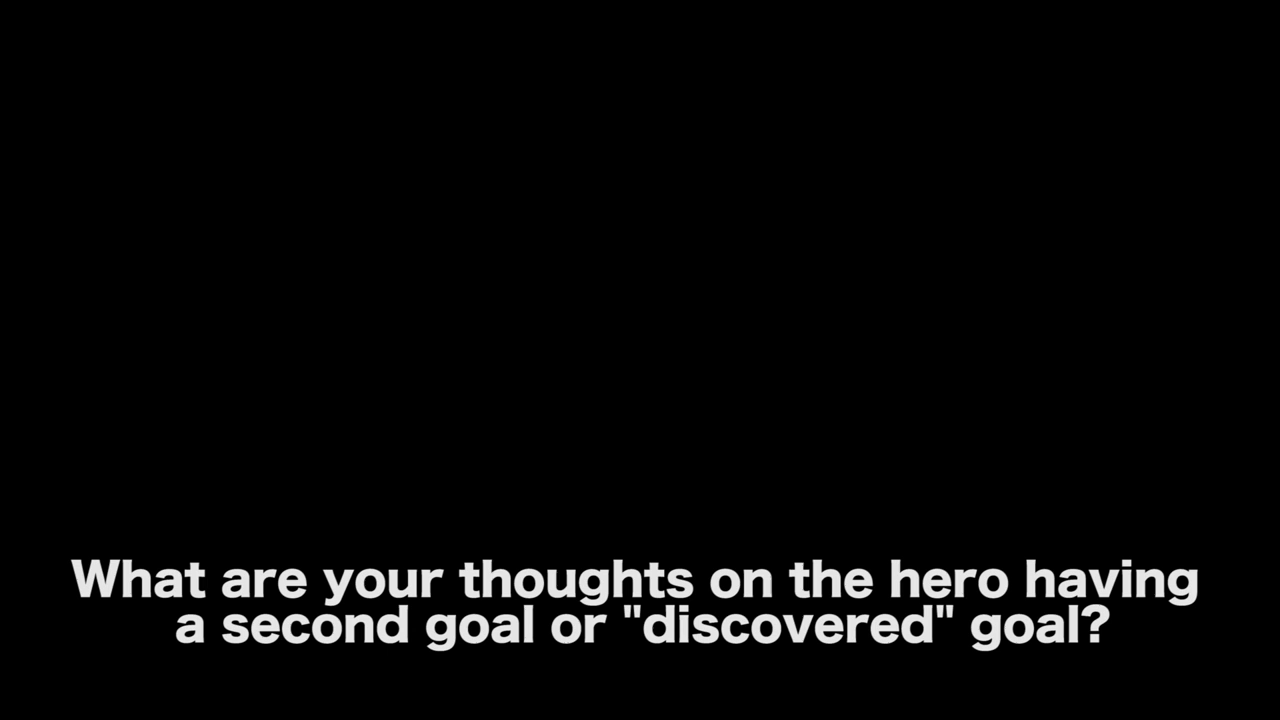 What are your thoughts on the hero having
a second goal or "discovered" goal?